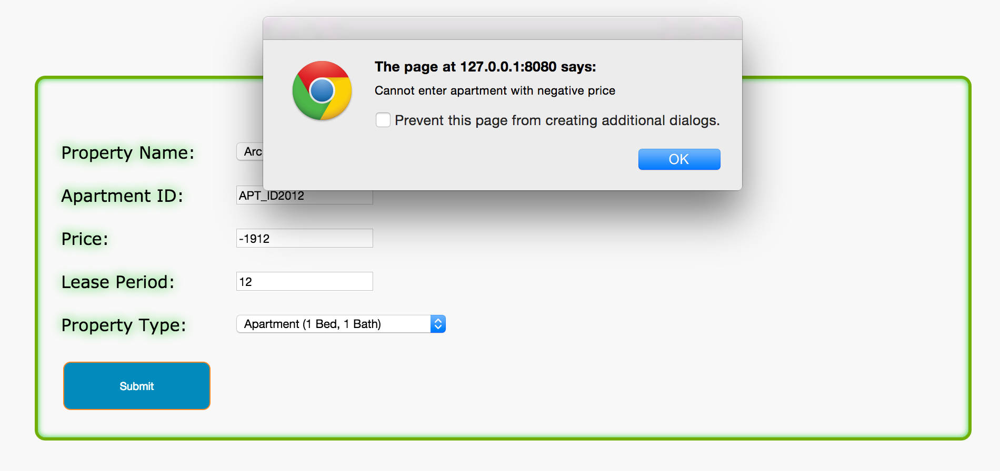 The page at 127.0.0.1:8080 says:
Cannot enter apartment with negative price
Prevent this page from creating additional dialogs.
OK
Property Name: Arc
Apartment ID: APT_ID2012
Price: -1912
Lease Period: 12
Property Type: Apartment (1 Bed, 1 Bath)
Submit